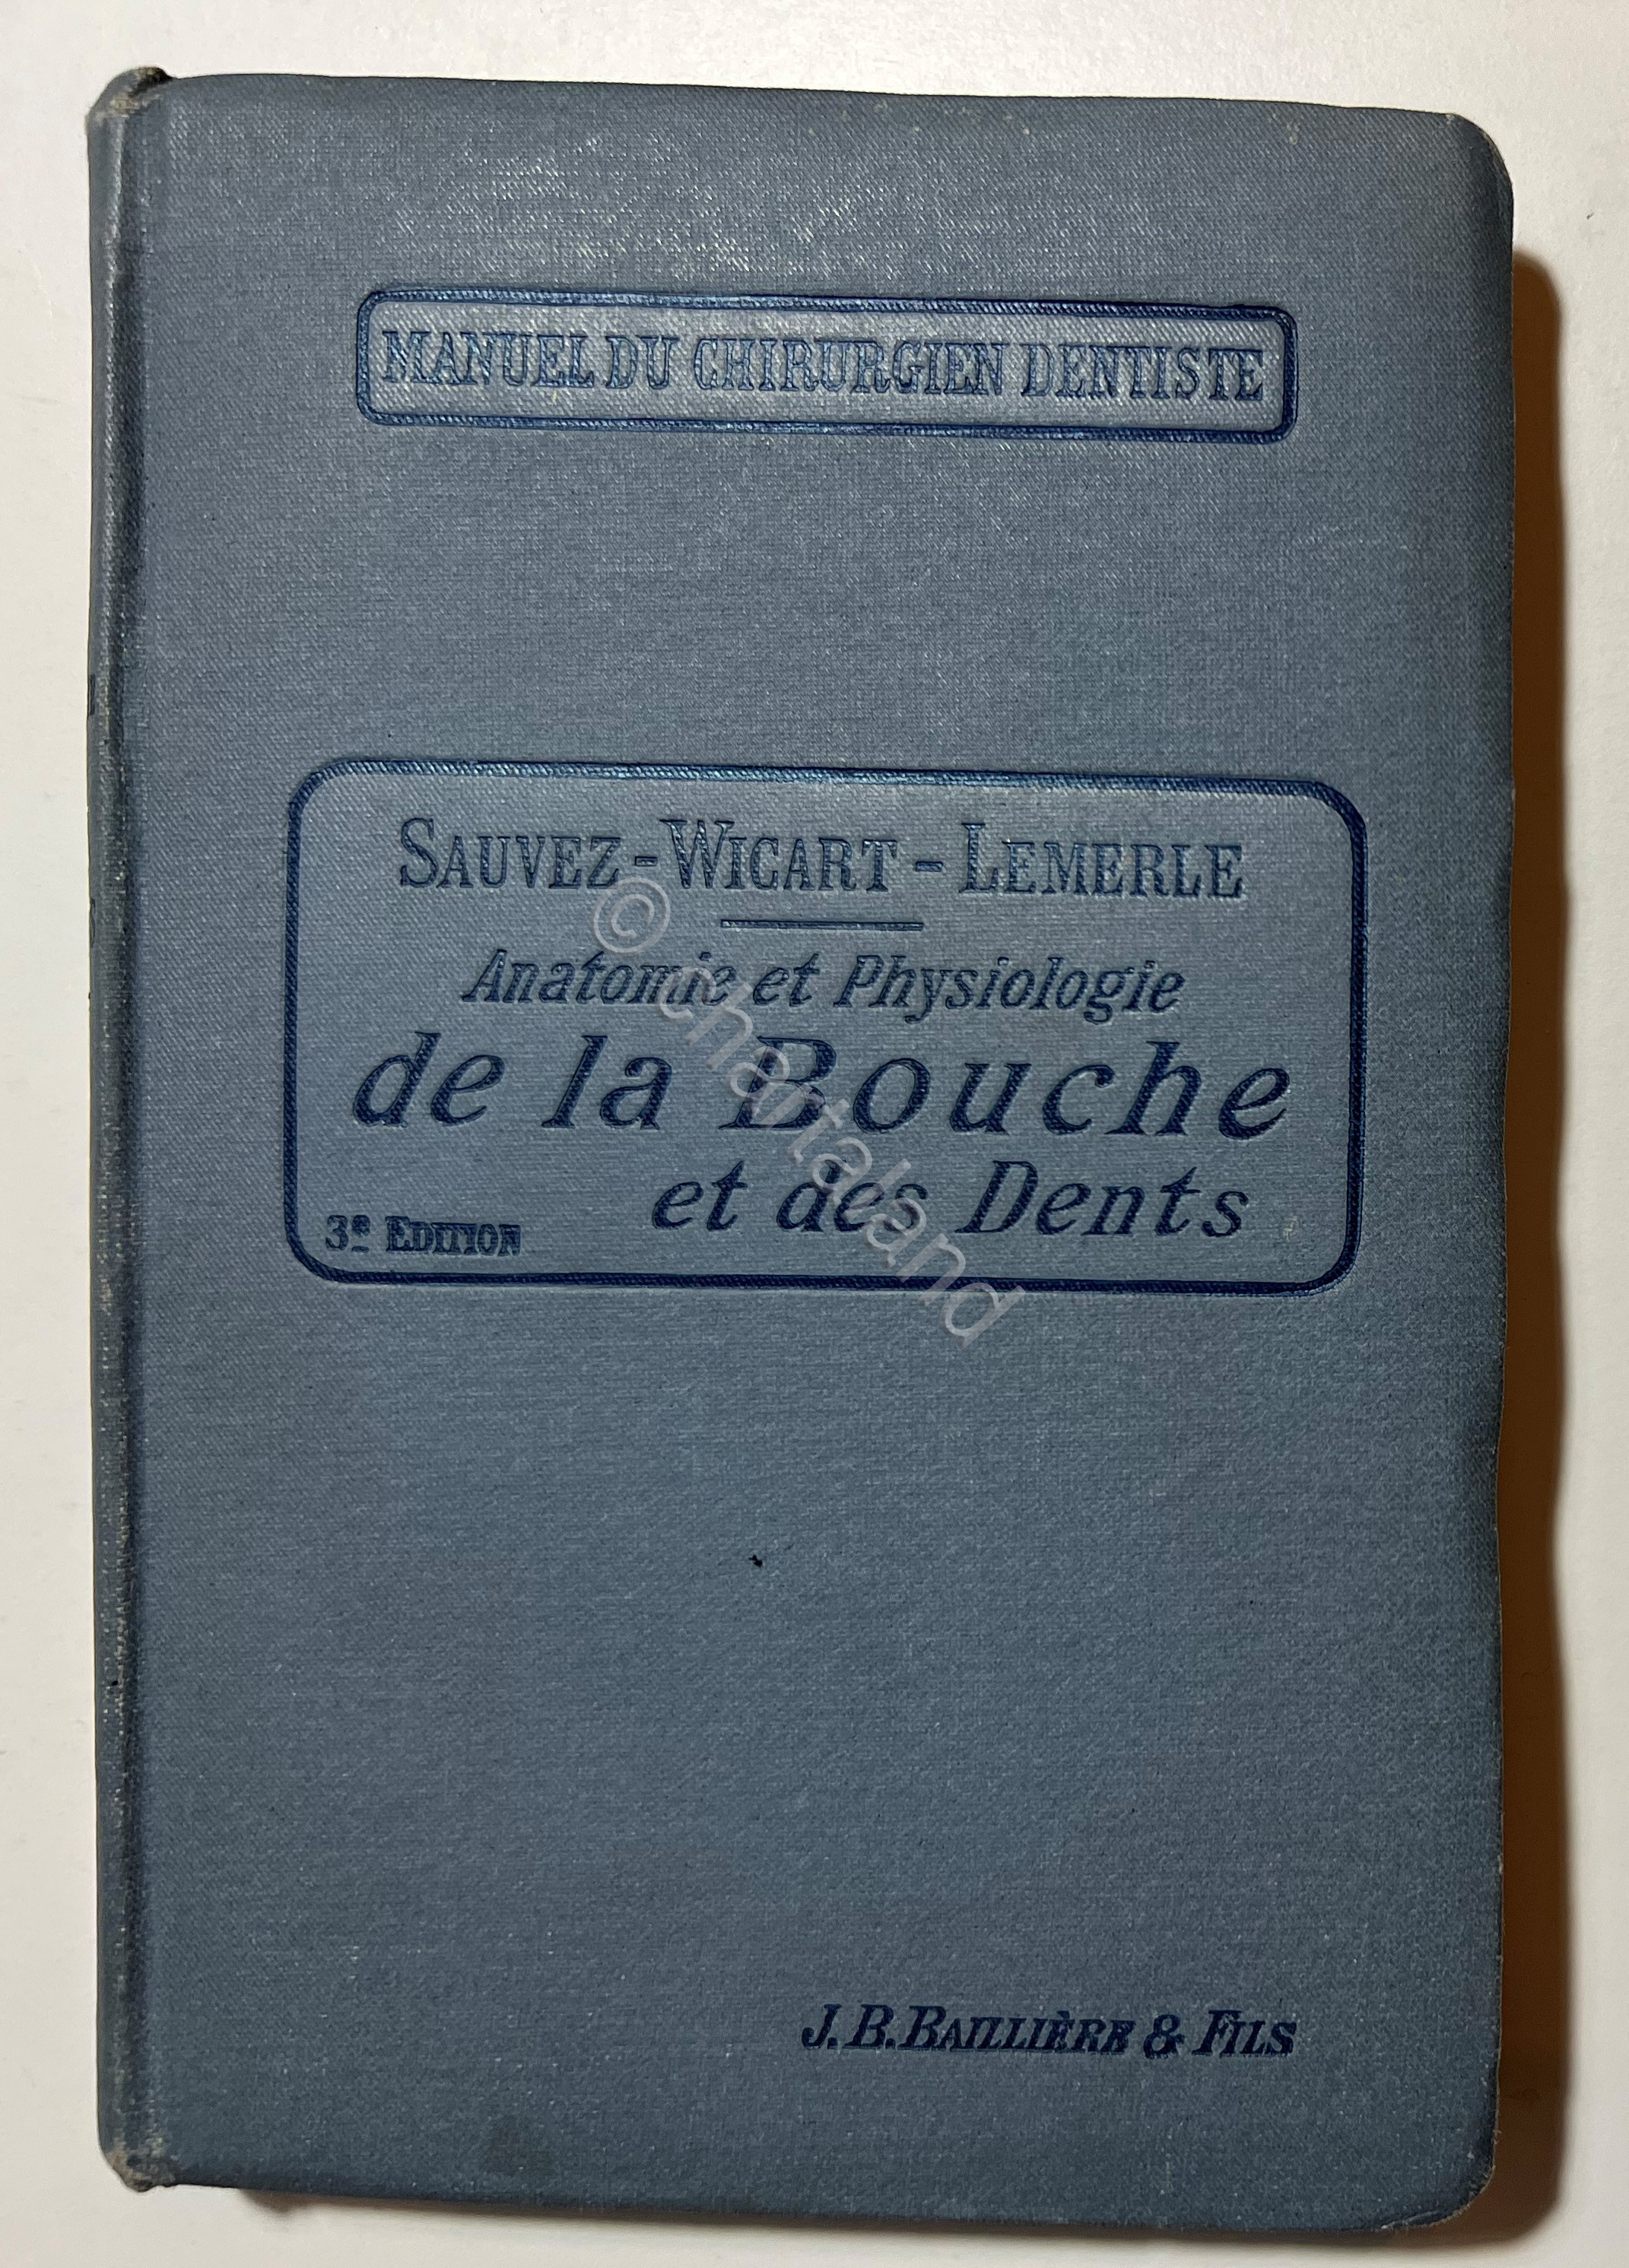 MANUEL DU CHIRURGIEN DENTISTE
SAUVEZ-WICART-LEMERLE
Anatomie et Physiologie
de la Bouche
et des Dents
3e EDITION
J.B.BAILLIÈRE & FILS
© chartaland